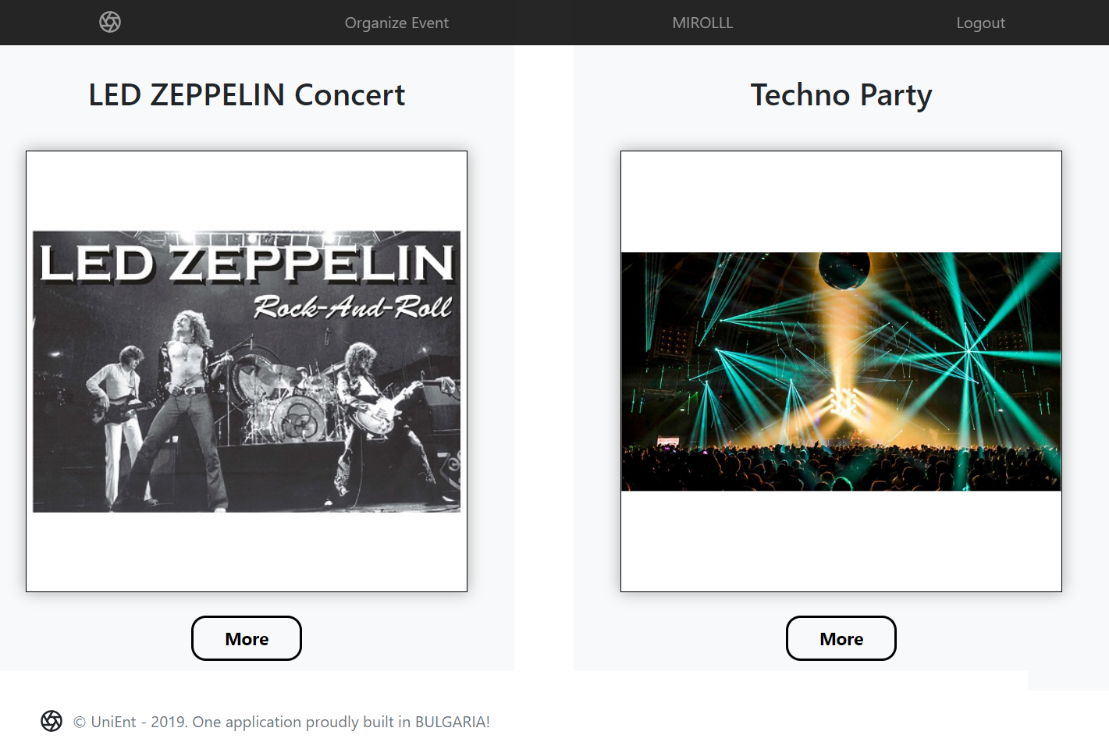 Organize Event MIROLLL Logout
LED ZEPPELIN Concert
Techno Party
LED ZEPPELIN
Rock-And-Roll
More
More
© UniEnt - 2019. One application proudly built in BULGARIA!